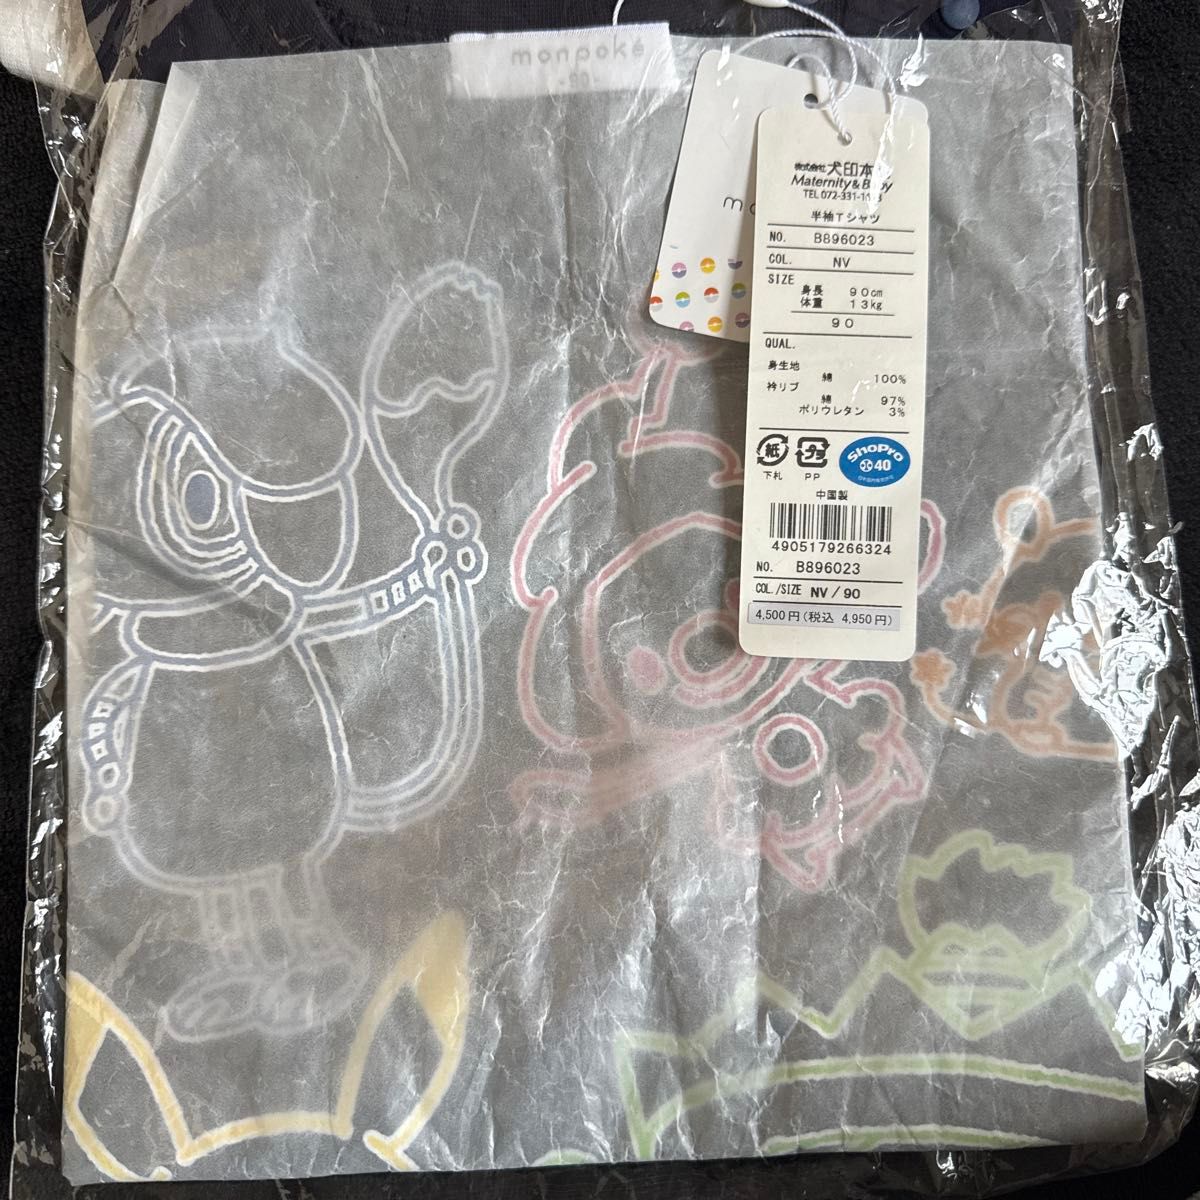 monpoke
-90-
株式会社 犬印本
Maternity & Baby
TEL 072-331-11
半袖Tシャツ
NO. B896023
COL. NV
SIZE
身長 90cm
体重 13kg
90
QUAL.
身生地
綿 100%
衿リブ
綿 97%
ポリウレタン 3%
紙
下札
プラ
PP
ShoPro
40
中国製
4905179266324
NO. B896023
COL./SIZE NV/90
4,500円(税込 4,950円)